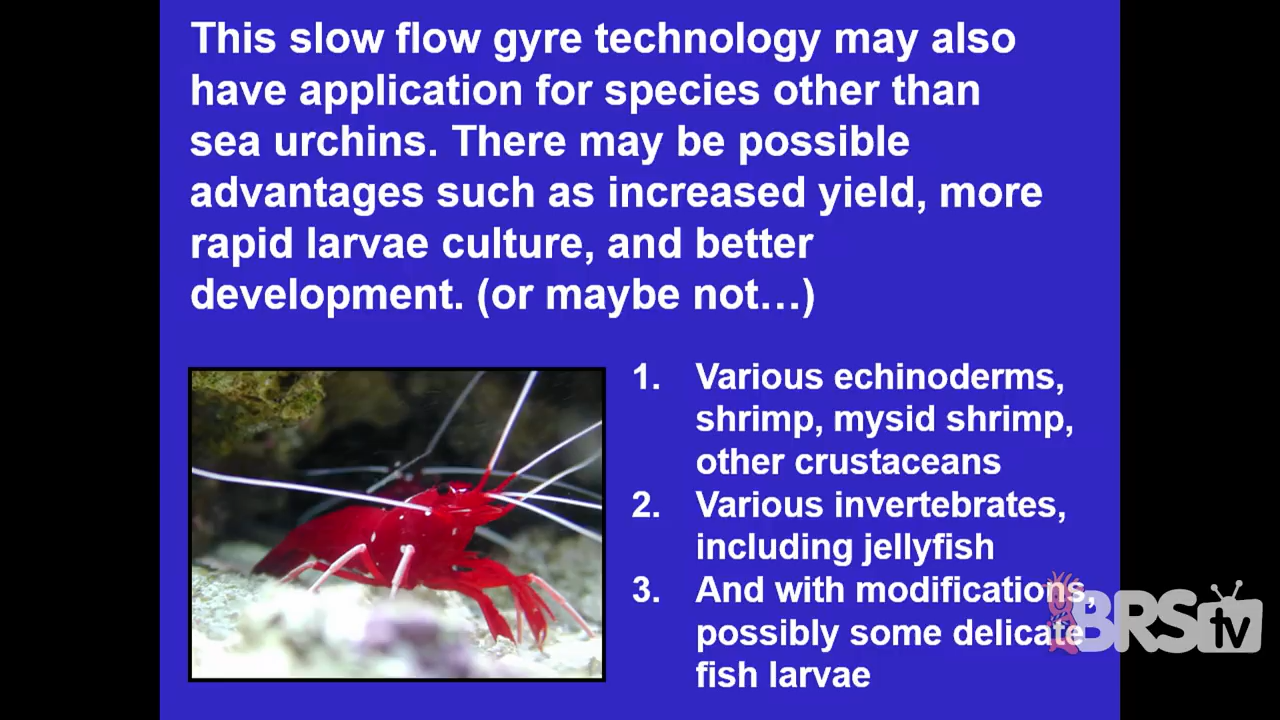 This slow flow gyre technology may also
have application for species other than
sea urchins. There may be possible
advantages such as increased yield, more
rapid larvae culture, and better
development. (or maybe not…)
1. Various echinoderms,
shrimp, mysid shrimp,
other crustaceans
2. Various invertebrates,
including jellyfish
3. And with modifications,
possibly some delicate
fish larvae
BRS tv